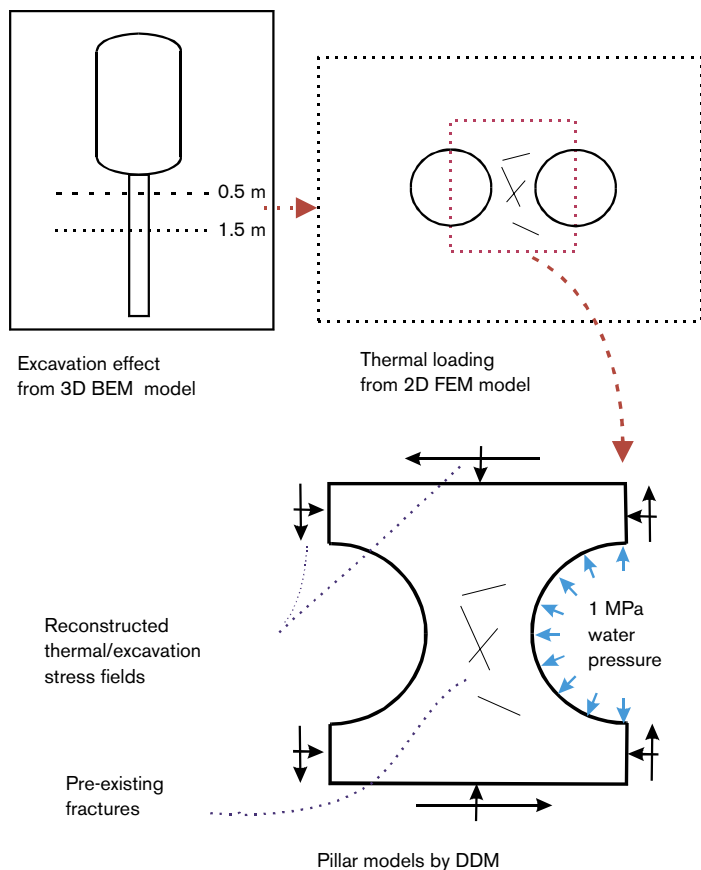 0.5 m
1.5 m
Excavation effect
from 3D BEM model
Thermal loading
from 2D FEM model
1 MPa
water
pressure
Reconstructed
thermal/excavation
stress fields
Pre-existing
fractures
Pillar models by DDM